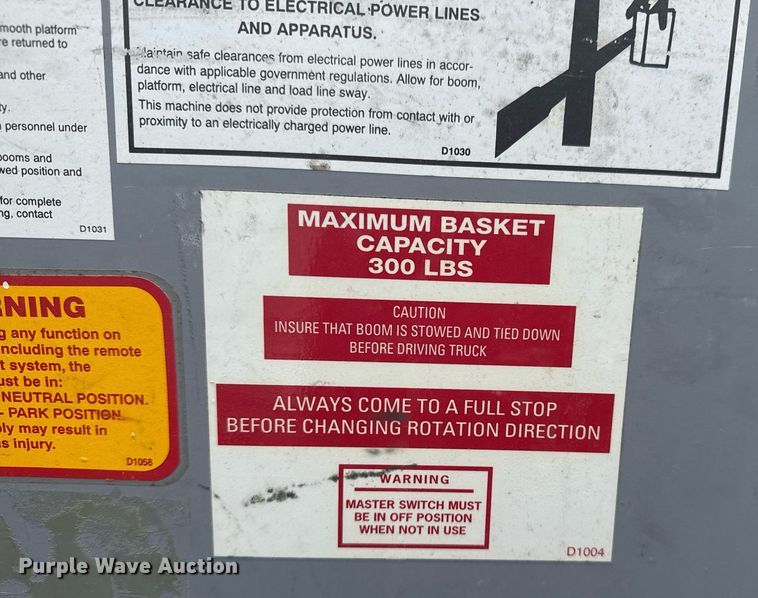 CLEARANCE TO ELECTRICAL POWER LINES
AND APPARATUS.
Maintain safe clearances from electrical power lines in accor-
dance with applicable government regulations. Allow for boom,
platform, electrical line and load line sway.
This machine does not provide protection from contact with or
proximity to an electrically charged power line.
D1030
smooth platform
re returned to
and other
ty.
personnel under
booms and
wed position and
for complete
ng, contact
D1031
RNING
g any function on
including the remote
t system, the
ust be in:
NEUTRAL POSITION.
- PARK POSITION.
ply may result in
s injury.
D1058
MAXIMUM BASKET
CAPACITY
300 LBS
CAUTION
INSURE THAT BOOM IS STOWED AND TIED DOWN
BEFORE DRIVING TRUCK
ALWAYS COME TO A FULL STOP
BEFORE CHANGING ROTATION DIRECTION
WARNING
MASTER SWITCH MUST
BE IN OFF POSITION
WHEN NOT IN USE
D1004
Purple Wave Auction